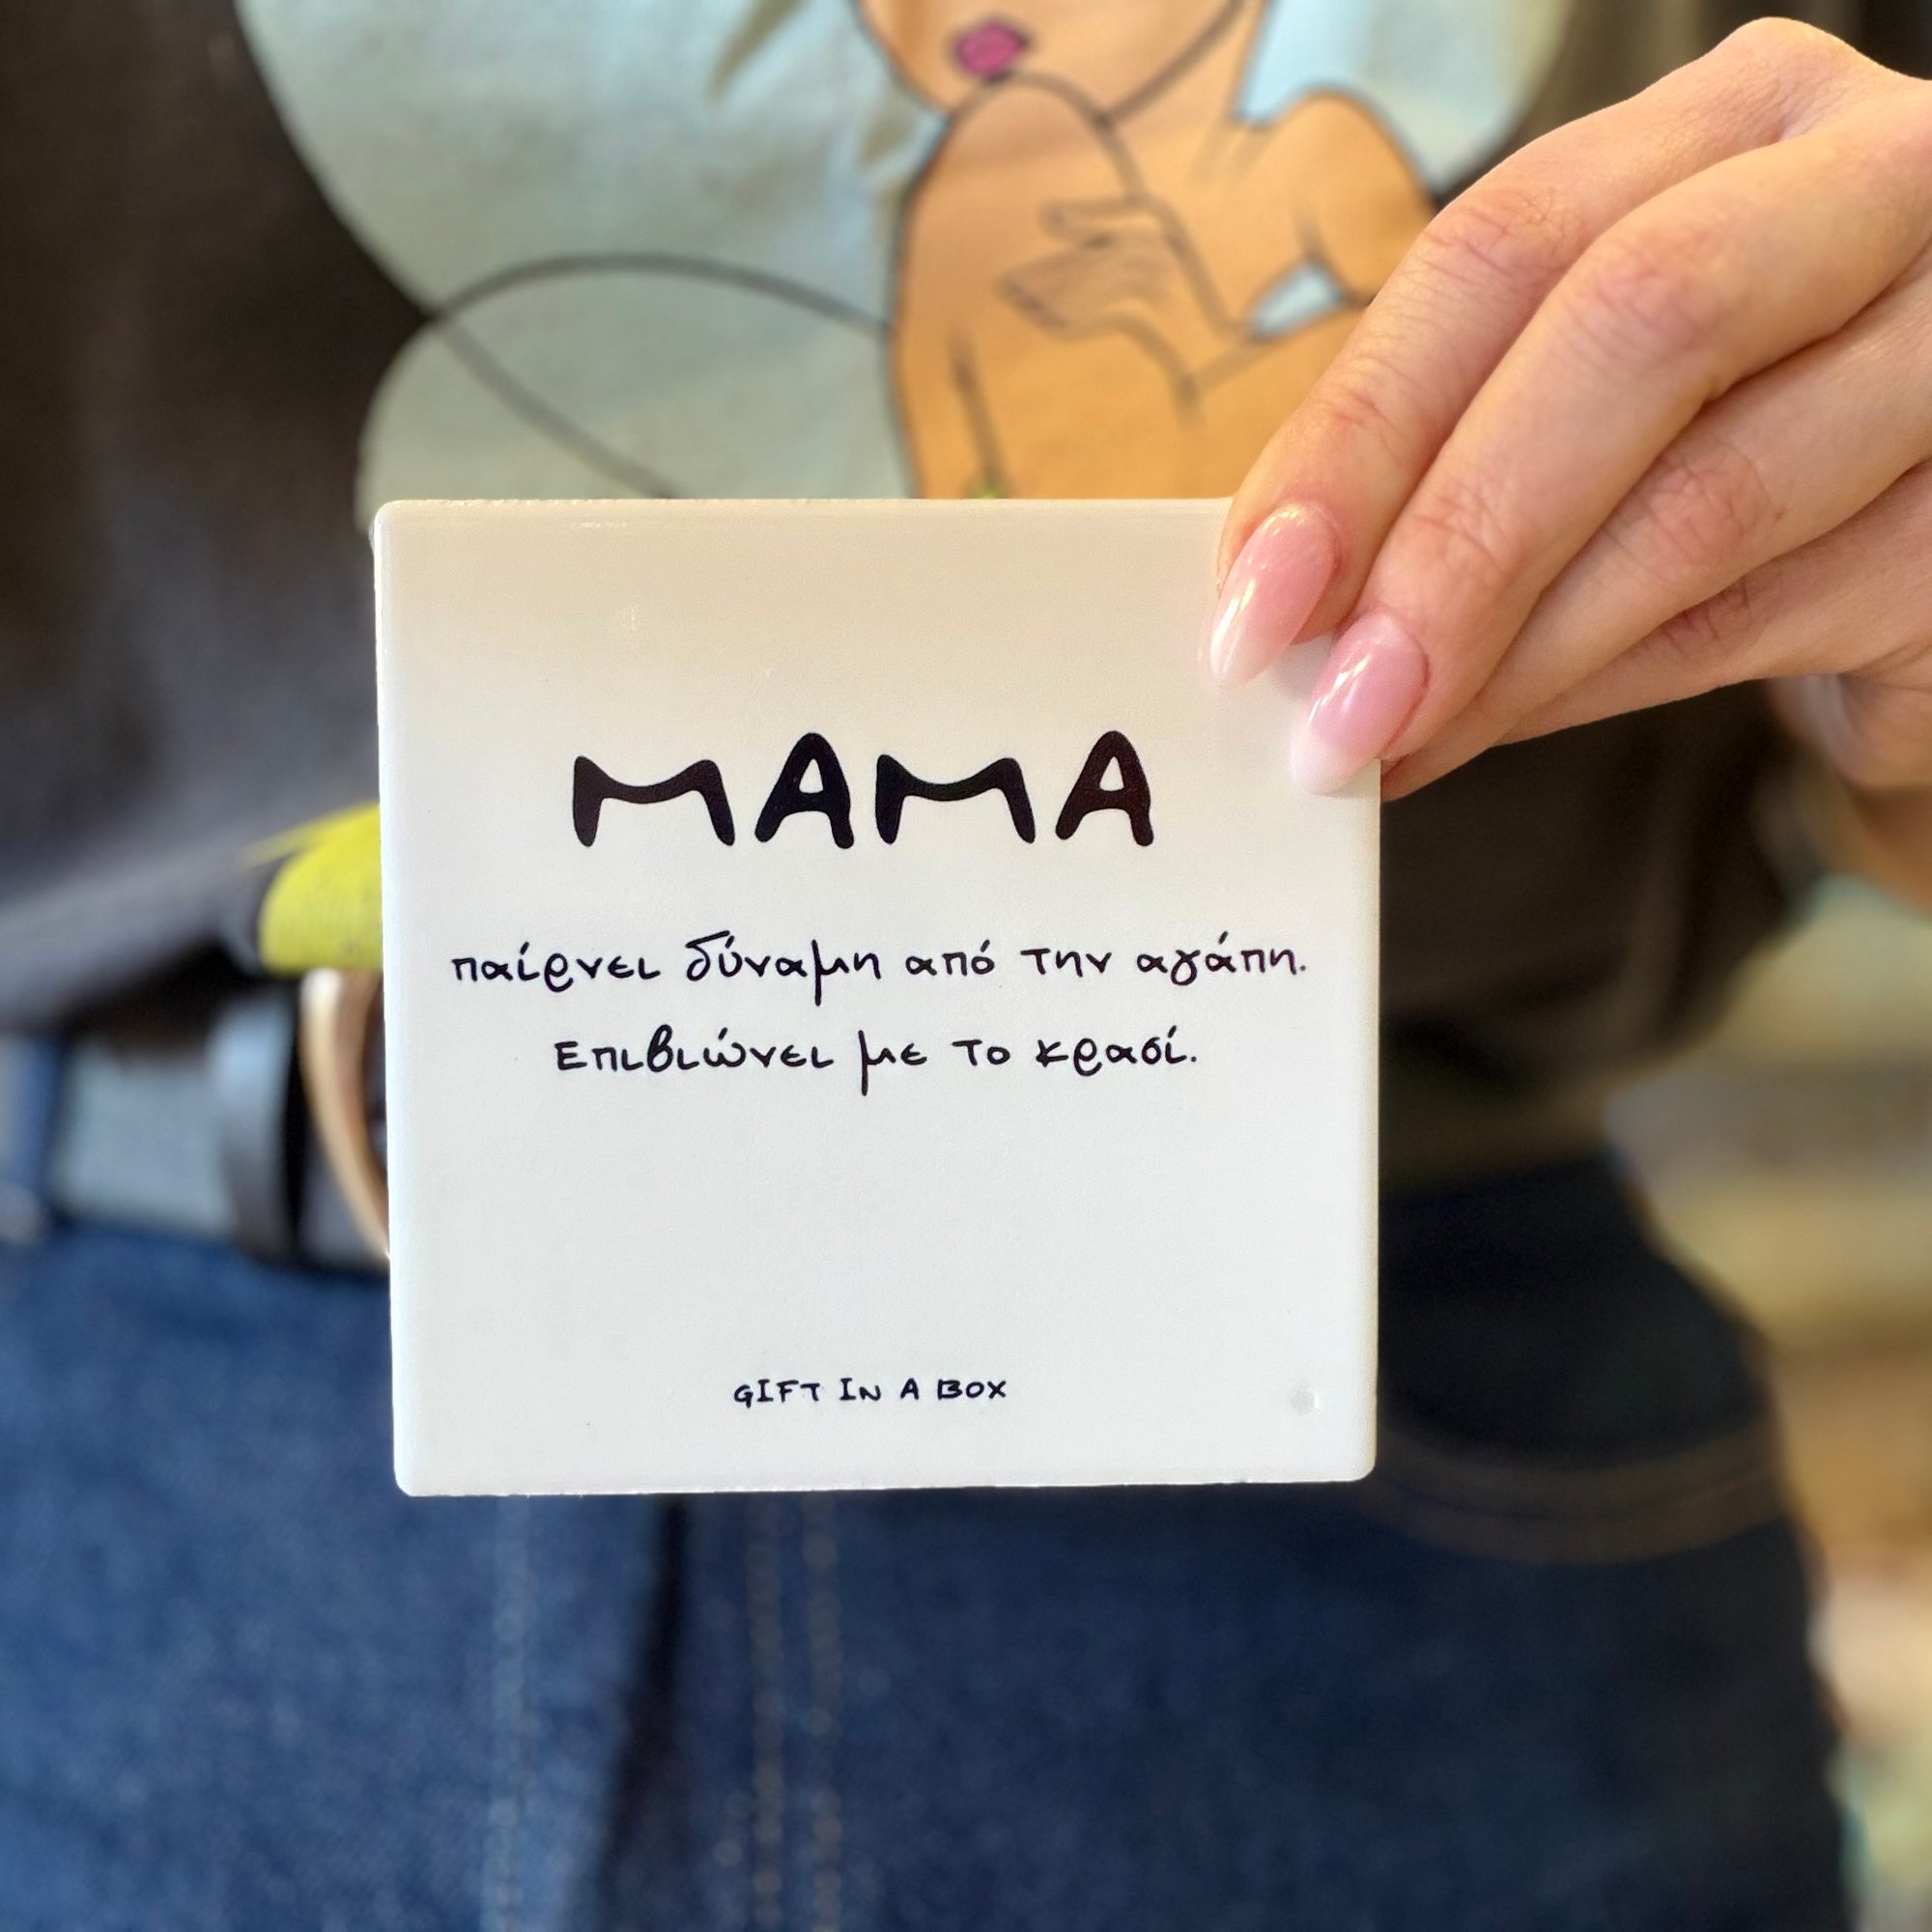 ΜΑΜΑ
παίρνει δύναμη από την αγάπη.
Επιβιώνει με το κρασί.
GIFT IN A BOX